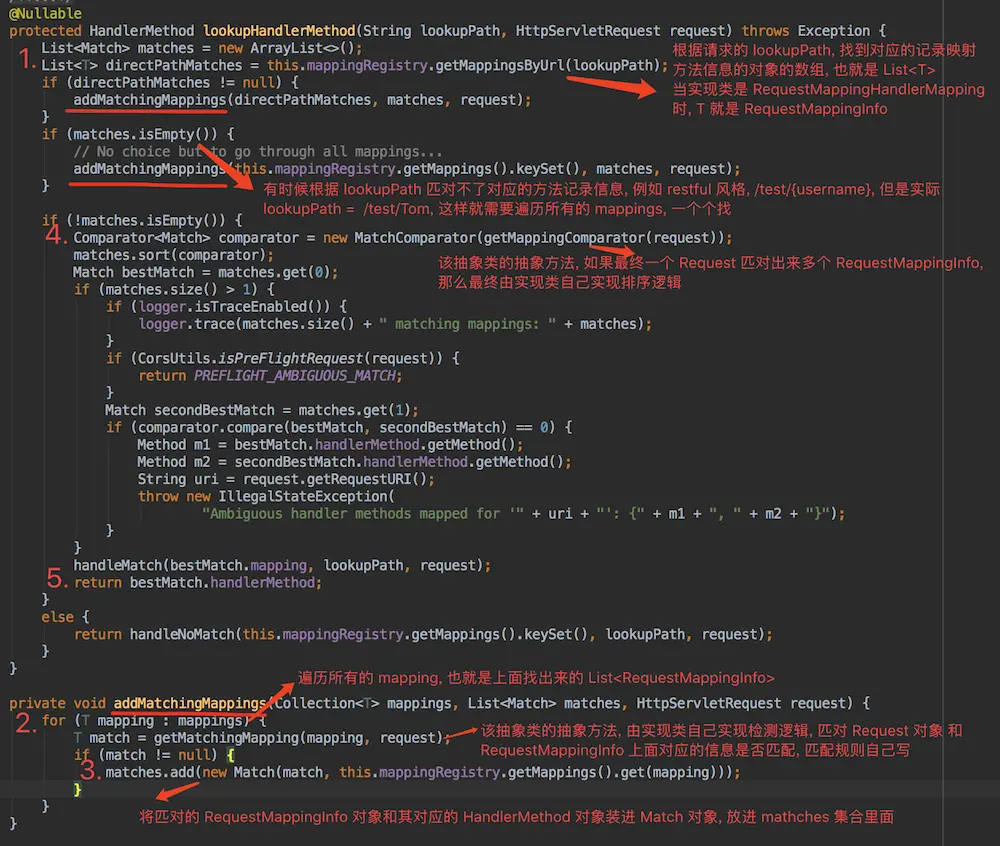 @Nullable
protected HandlerMethod lookupHandlerMethod(String lookupPath, HttpServletRequest request) throws Exception {
List<Match> matches = new ArrayList<>();
1. List<T> directPathMatches = this.mappingRegistry.getMappingsByUrl(lookupPath);
根据请求的 lookupPath, 找到对应的记录映射
方法信息的对象的数组, 也就是 List<T>
当实现类是 RequestMappingHandlerMapping
时, T 就是 RequestMappingInfo
if (directPathMatches != null) {
addMatchingMappings(directPathMatches, matches, request);
}
if (matches.isEmpty()) {
// No choice but to go through all mappings...
addMatchingMappings(this.mappingRegistry.getMappings().keySet(), matches, request);
}
有时候根据 lookupPath 匹对不了对应的方法记录信息, 例如 restful 风格, /test/{username}, 但是实际
lookupPath = /test/Tom, 这样就需要遍历所有的 mappings, 一个个找
if (!matches.isEmpty()) {
4. Comparator<Match> comparator = new MatchComparator(getMappingComparator(request));
matches.sort(comparator);
Match bestMatch = matches.get(0);
该抽象类的抽象方法, 如果最终一个 Request 匹对出来多个 RequestMappingInfo,
那么最终由实现类自己实现排序逻辑
if (matches.size() > 1) {
if (logger.isTraceEnabled()) {
logger.trace(matches.size() + " matching mappings: " + matches);
}
if (CorsUtils.isPreFlightRequest(request)) {
return PREFLIGHT_AMBIGUOUS_MATCH;
}
Match secondBestMatch = matches.get(1);
if (comparator.compare(bestMatch, secondBestMatch) == 0) {
Method m1 = bestMatch.handlerMethod.getMethod();
Method m2 = secondBestMatch.handlerMethod.getMethod();
String uri = request.getRequestURI();
throw new IllegalStateException(
"Ambiguous handler methods mapped for '" + uri + "': {" + m1 + ", " + m2 + "}");
}
}
handleMatch(bestMatch.mapping, lookupPath, request);
5. return bestMatch.handlerMethod;
}
else {
return handleNoMatch(this.mappingRegistry.getMappings().keySet(), lookupPath, request);
}
}
遍历所有的 mapping, 也就是上面找出来的 List<RequestMappingInfo>
private void addMatchingMappings(Collection<T> mappings, List<Match> matches, HttpServletRequest request) {
2. for (T mapping : mappings) {
T match = getMatchingMapping(mapping, request);
该抽象类的抽象方法, 由实现类自己实现检测逻辑, 匹对 Request 对象 和
RequestMappingInfo 上面对应的信息是否匹配, 匹配规则自己写
if (match != null) {
3. matches.add(new Match(match, this.mappingRegistry.getMappings().get(mapping)));
}
}
将匹对的 RequestMappingInfo 对象和其对应的 HandlerMethod 对象装进 Match 对象, 放进 mathches 集合里面
}